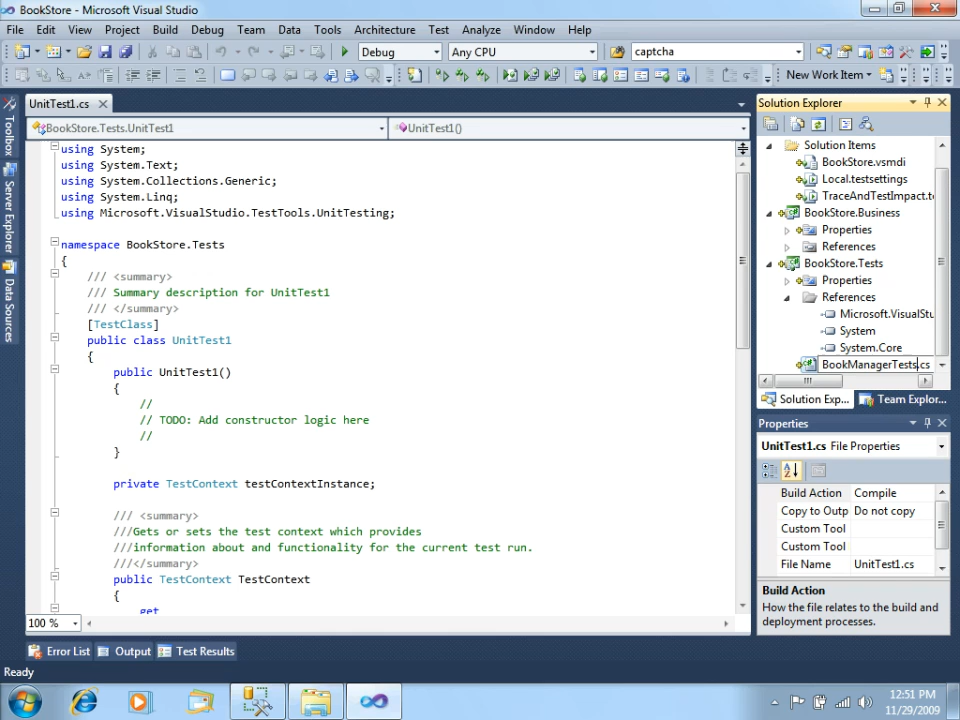 BookStore - Microsoft Visual Studio
File Edit View Project Build Debug Team Data Tools Architecture Test Analyze Window Help
Debug Any CPU captcha
New Work Item
UnitTest1.cs
BookStore.Tests.UnitTest1 UnitTest1()
Toolbox
Server Explorer
Data Sources
using System;
using System.Text;
using System.Collections.Generic;
using System.Linq;
using Microsoft.VisualStudio.TestTools.UnitTesting;
namespace BookStore.Tests
{
/// <summary>
/// Summary description for UnitTest1
/// </summary>
[TestClass]
public class UnitTest1
{
public UnitTest1()
{
//
// TODO: Add constructor logic here
//
}
private TestContext testContextInstance;
/// <summary>
///Gets or sets the test context which provides
///information about and functionality for the current test run.
///</summary>
public TestContext TestContext
{
get
100 %
Solution Explorer
Solution Items
BookStore.vsmdi
Local.testsettings
TraceAndTestImpact.te
BookStore.Business
Properties
References
BookStore.Tests
Properties
References
Microsoft.VisualStu
System
System.Core
BookManagerTests.cs
Solution Exp... Team Explor...
Properties
UnitTest1.cs File Properties
Build Action Compile
Copy to Outp Do not copy
Custom Tool
Custom Tool
File Name UnitTest1.cs
Build Action
How the file relates to the build and
deployment processes.
Error List Output Test Results
Ready
12:51 PM
11/29/2009